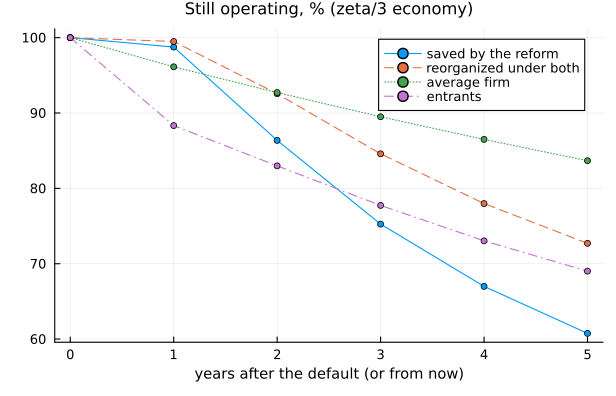 Still operating, % (zeta/3 economy)
100
90
80
70
60
saved by the reform
reorganized under both
average firm
entrants
0 1 2 3 4 5
years after the default (or from now)